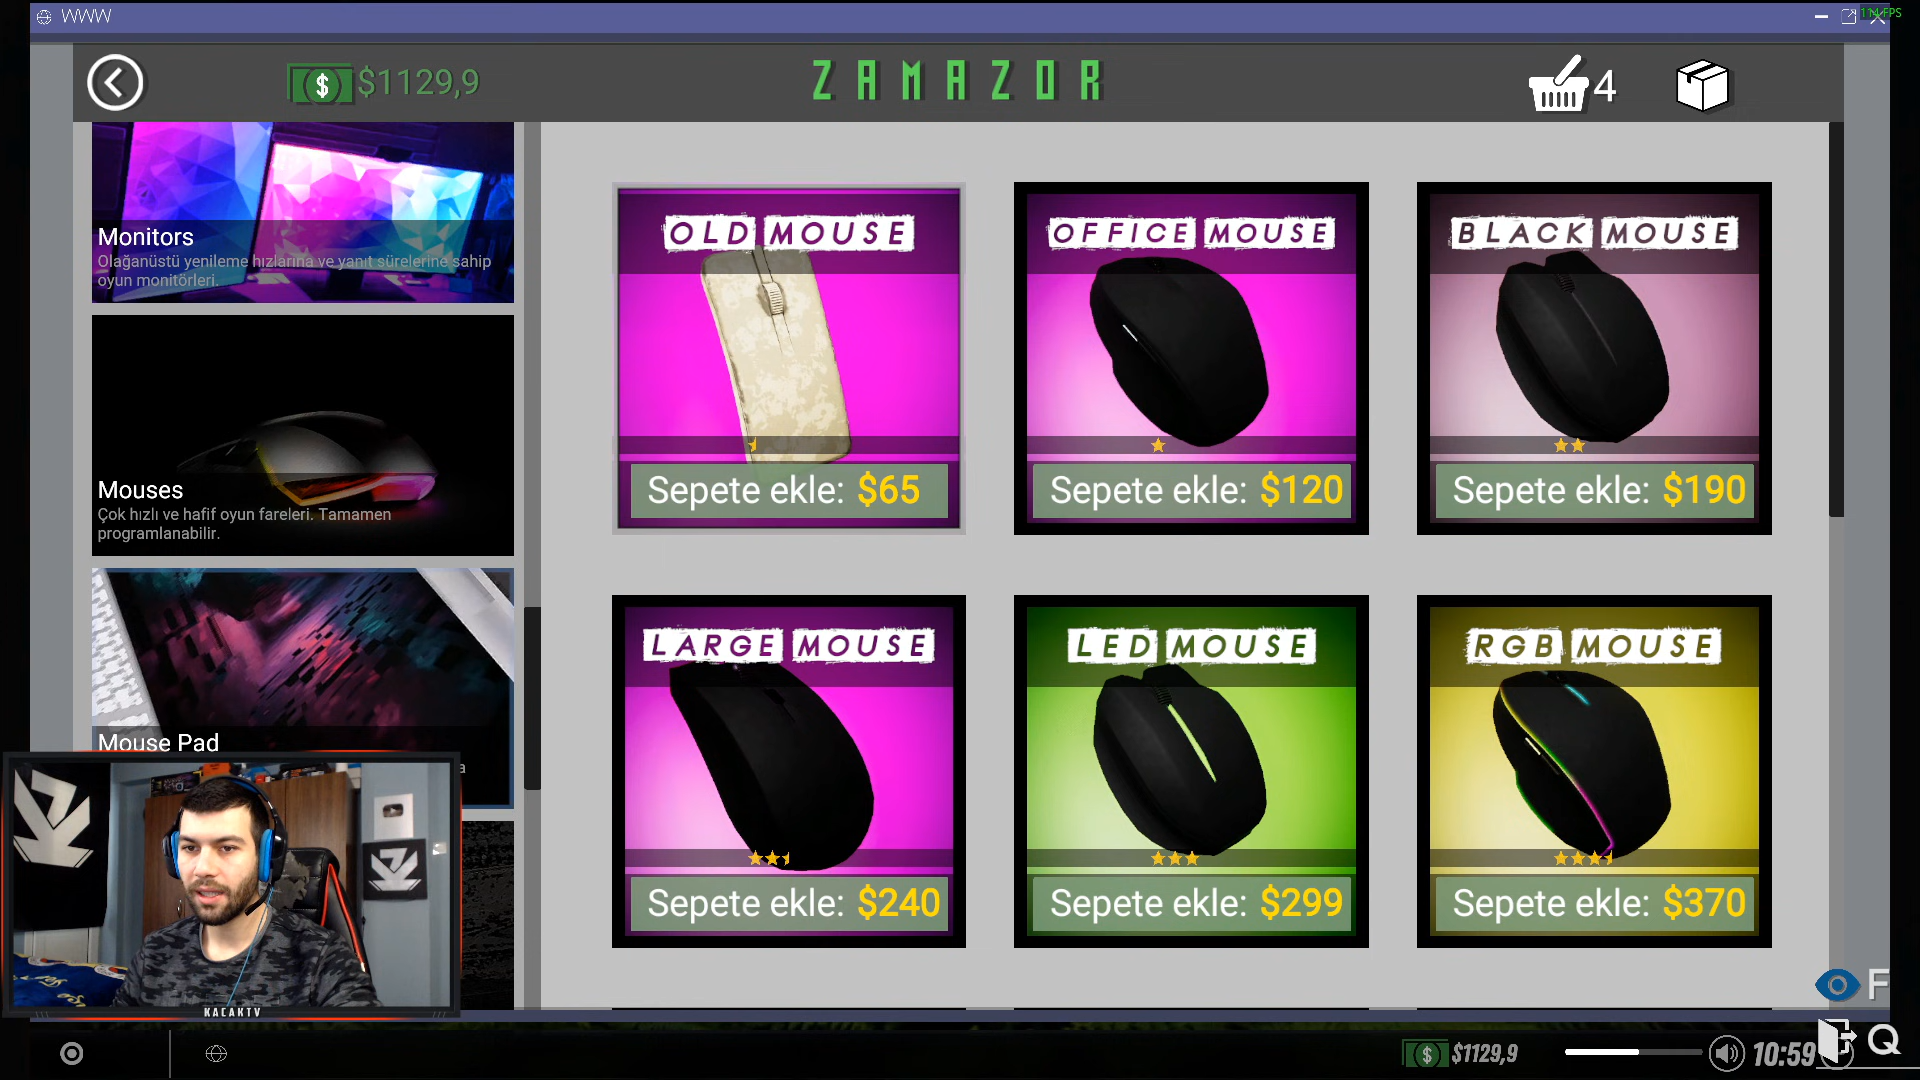 WWW
114 FPS
$1129,9
ZAMAZOR
4
Monitors
Olağanüstü yenileme hızlarına ve yanıt sürelerine sahip
oyun monitörleri.
Mouses
Çok hızlı ve hafif oyun fareleri. Tamamen
programlanabilir.
Mouse Pad
a
OLD MOUSE
Sepete ekle: $65
OFFICE MOUSE
Sepete ekle: $120
BLACK MOUSE
Sepete ekle: $190
LARGE MOUSE
Sepete ekle: $240
LED MOUSE
Sepete ekle: $299
RGB MOUSE
Sepete ekle: $370
KACAKTV
F
$1129,9
10:59
Q